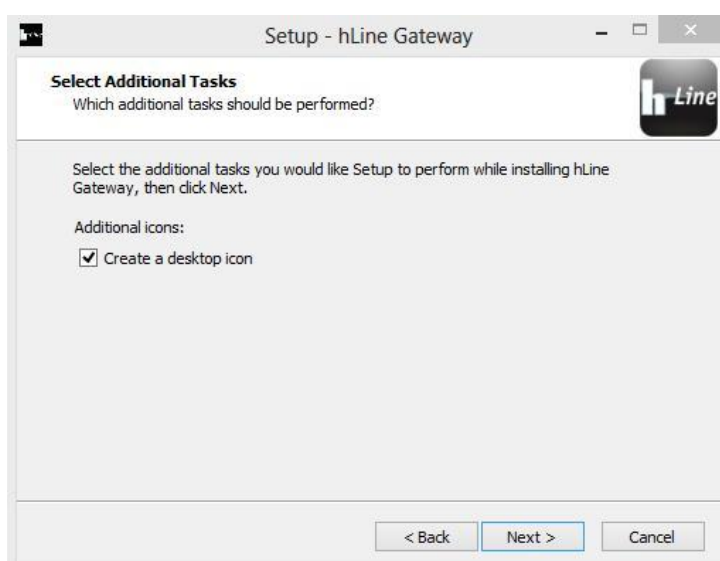 Setup - hLine Gateway
Select Additional Tasks
Which additional tasks should be performed?
h Line
Select the additional tasks you would like Setup to perform while installing hLine
Gateway, then click Next.
Additional icons:
Create a desktop icon
< Back
Next >
Cancel